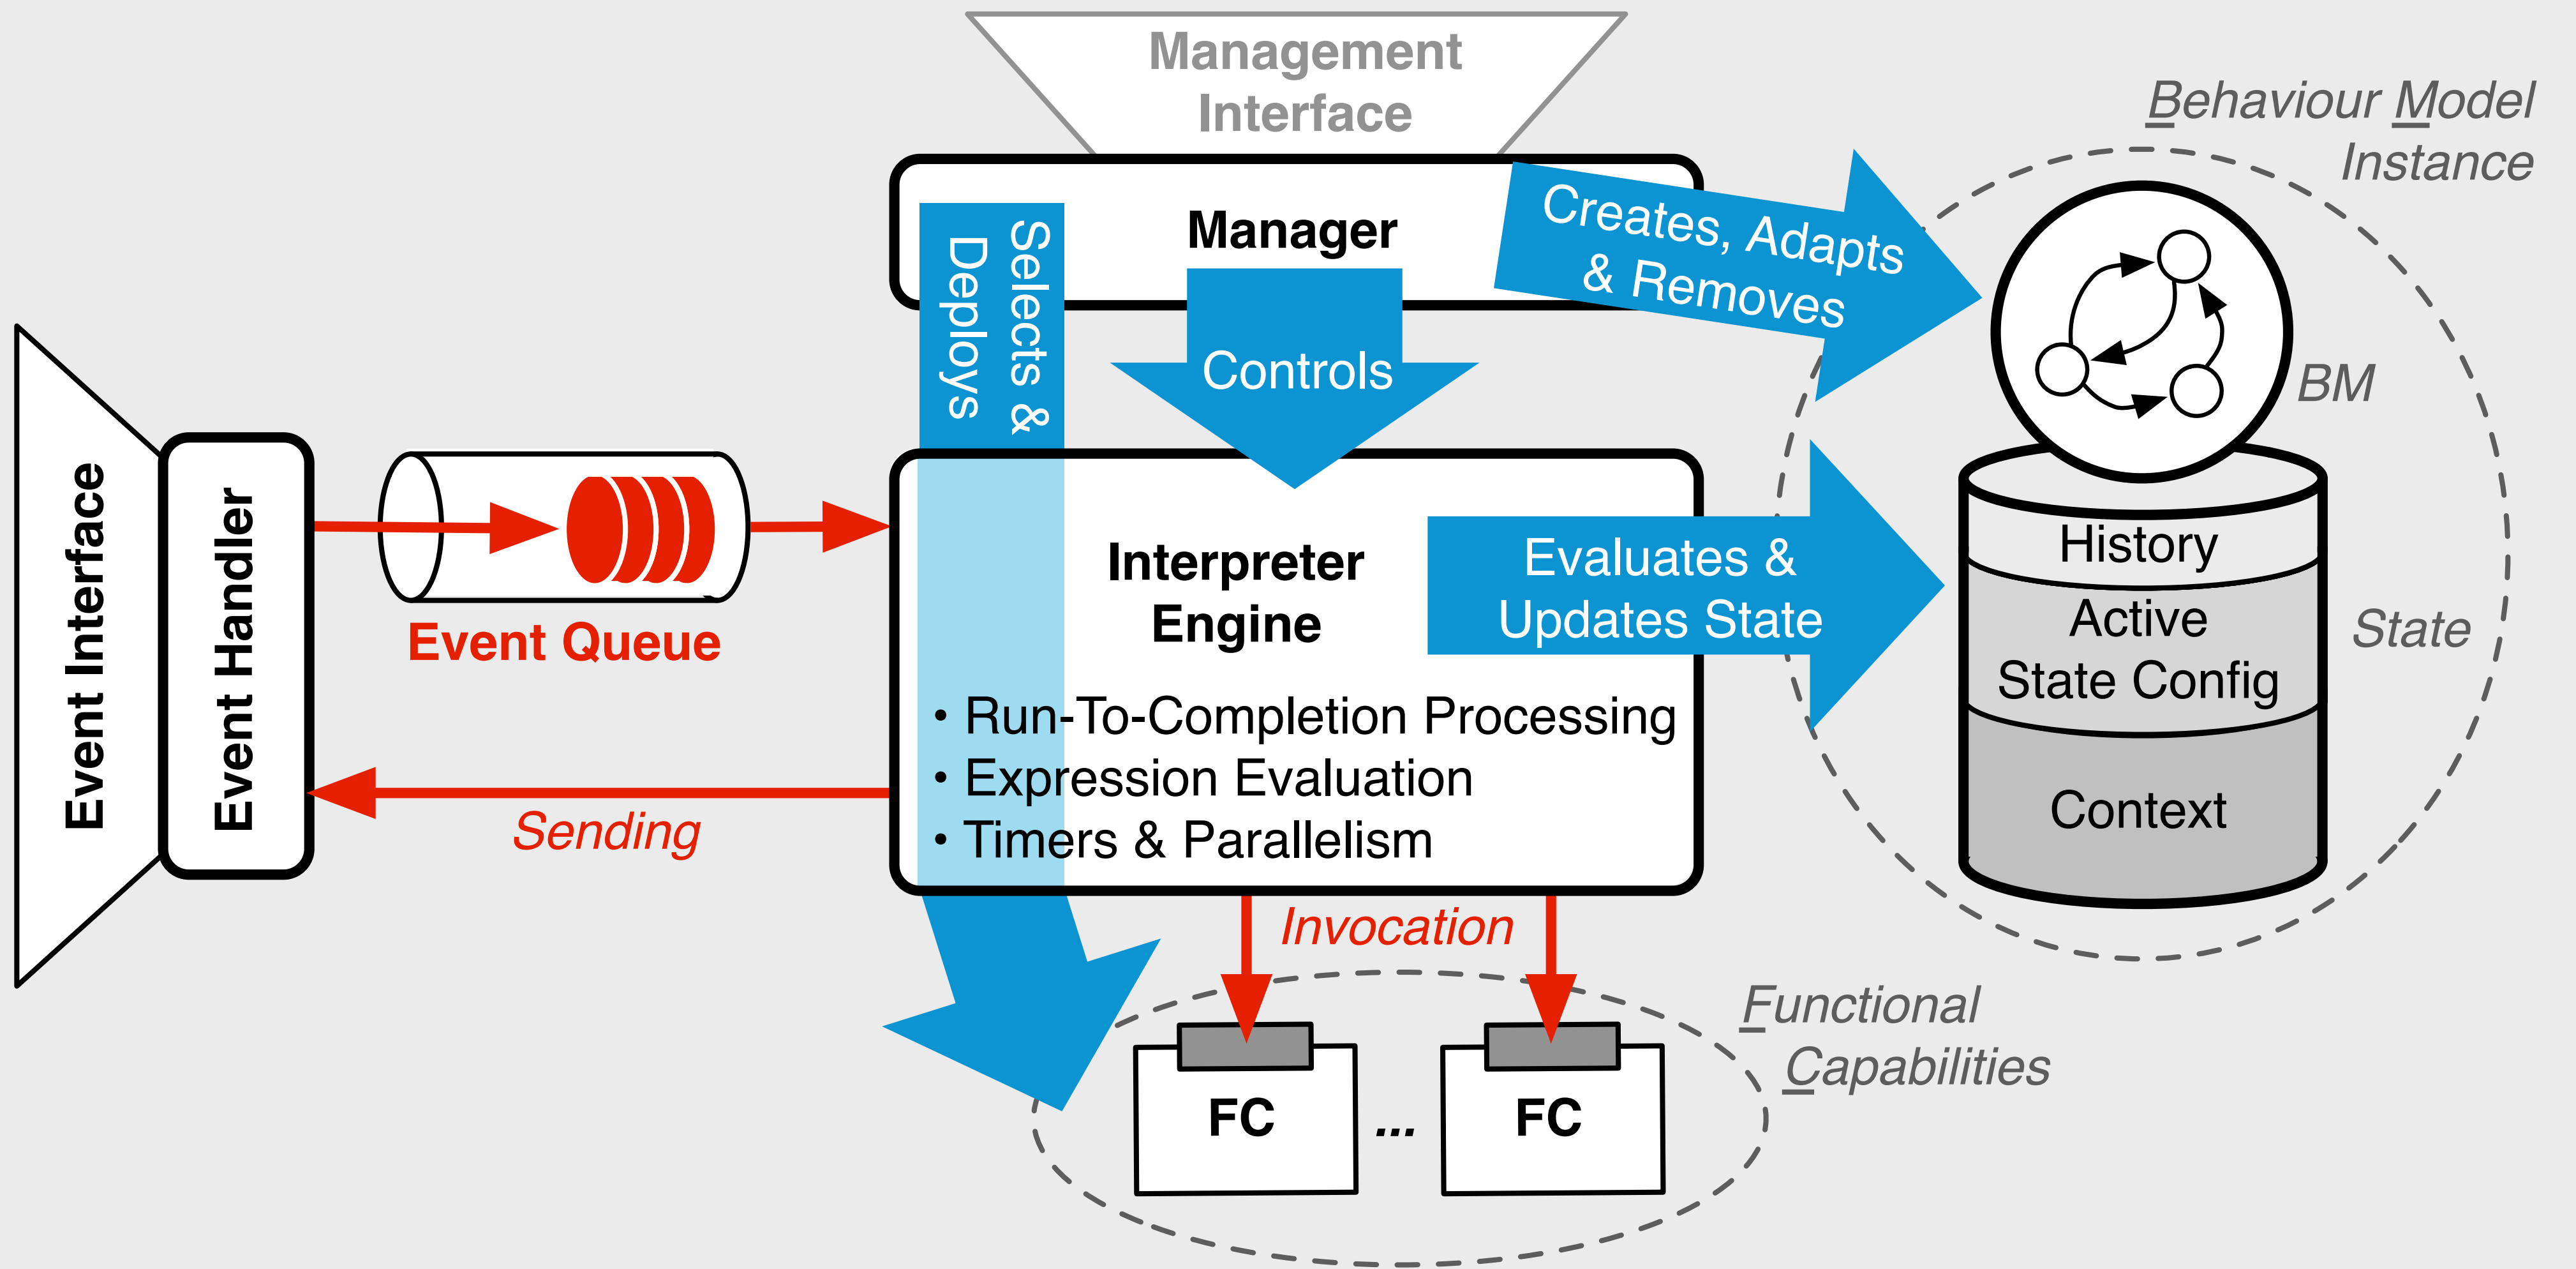 Management
Interface
Behaviour Model
Instance
Manager
Creates, Adapts
& Removes
Selects &
Deploys
Controls
BM
Event Interface
Event Handler
Event Queue
Interpreter
Engine
Evaluates &
Updates State
• Run-To-Completion Processing
• Expression Evaluation
• Timers & Parallelism
History
Active
State Config
Context
State
Sending
Invocation
Functional
Capabilities
FC
...
FC